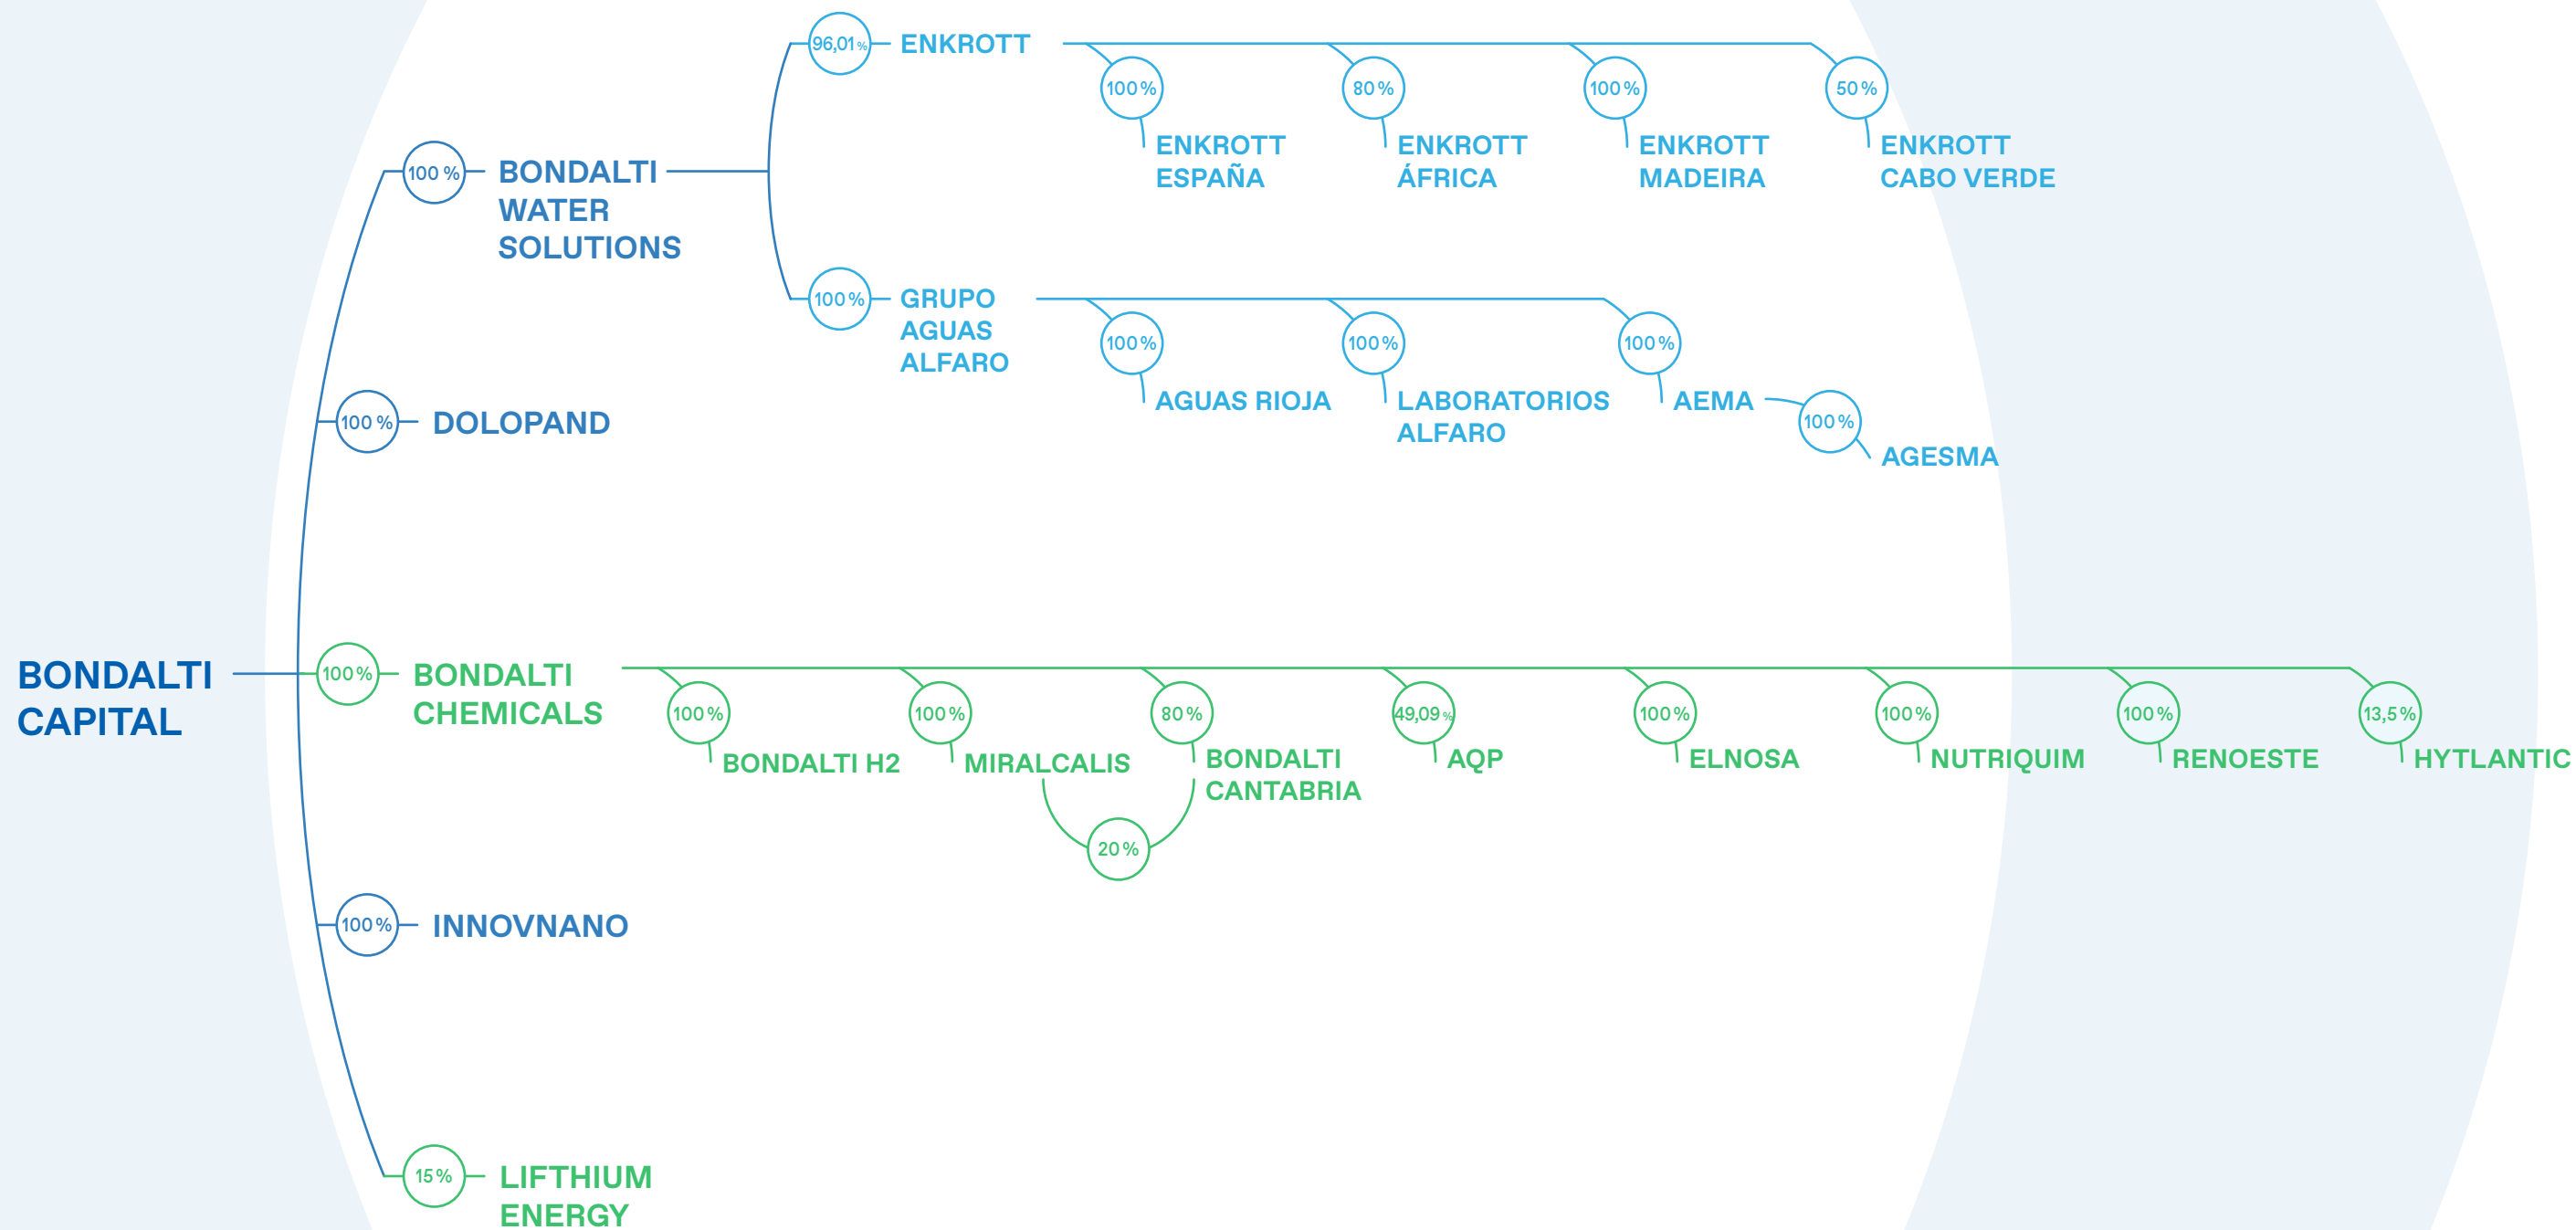 96,01 %
ENKROTT
100 %
80 %
100 %
50 %
ENKROTT
ESPAÑA
ENKROTT
ÁFRICA
ENKROTT
MADEIRA
ENKROTT
CABO VERDE
100 %
BONDALTI
WATER
SOLUTIONS
100 %
GRUPO
AGUAS
ALFARO
100 %
100 %
100 %
AGUAS RIOJA
LABORATORIOS
ALFARO
AEMA
100 %
AGESMA
100 %
DOLOPAND
BONDALTI
CAPITAL
100 %
BONDALTI
CHEMICALS
100 %
100 %
80 %
49,09 %
100 %
100 %
100 %
13,5 %
BONDALTI H2
MIRALCALIS
BONDALTI
CANTABRIA
AQP
ELNOSA
NUTRIQUIM
RENOESTE
HYTLANTIC
20 %
100 %
INNOVNANO
15 %
LIFTHIUM
ENERGY